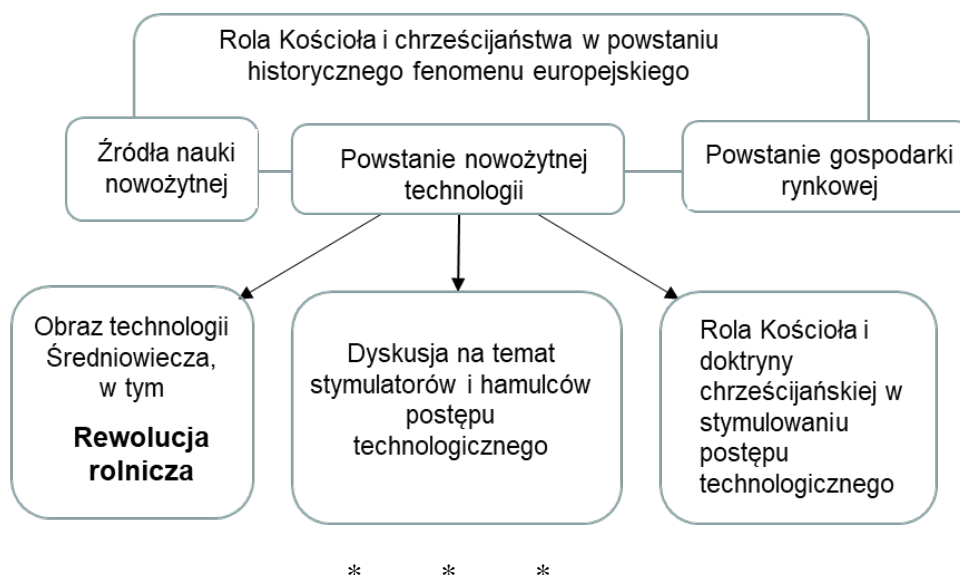 Rola Kościoła i chrześcijaństwa w powstaniu
historycznego fenomenu europejskiego
Źródła nauki
nowożytnej
Powstanie nowożytnej
technologii
Powstanie gospodarki
rynkowej
Obraz technologii
Średniowiecza,
w tym
Rewolucja
rolnicza
Dyskusja na temat
stymulatorów i hamulców
postępu
technologicznego
Rola Kościoła i
doktryny
chrześcijańskiej w
stymulowaniu
postępu
technologicznego
* * *